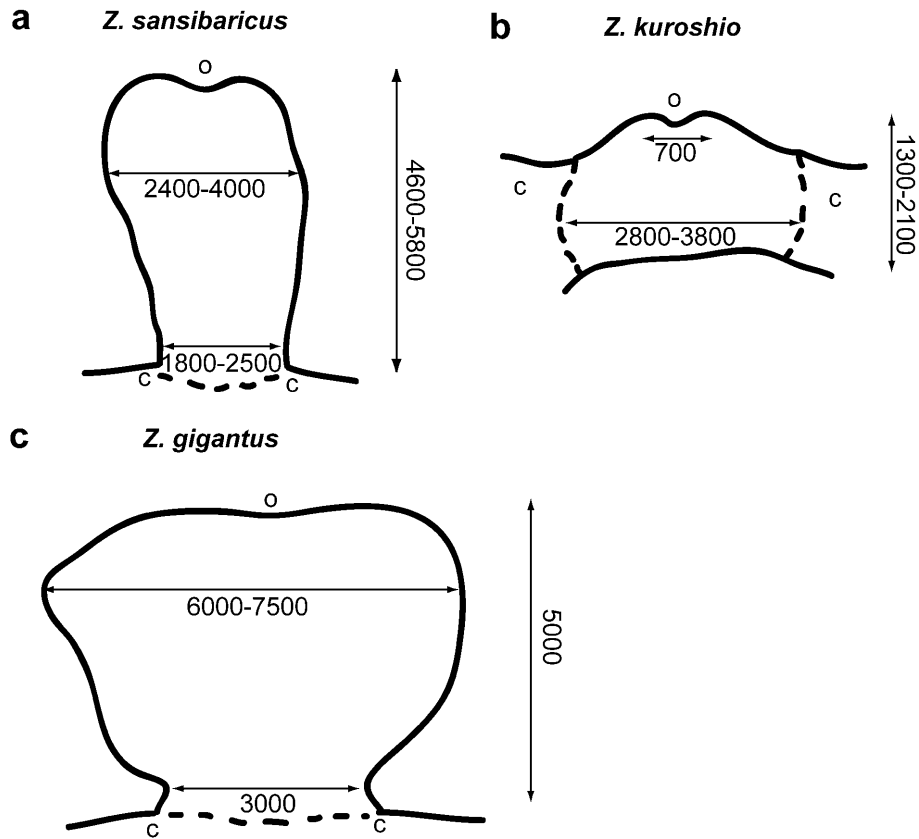 a
Z. sansibaricus
o
2400-4000
4600-5800
1800-2500
c
c
b
Z. kuroshio
o
700
c
c
2800-3800
1300-2100
c
Z. gigantus
o
6000-7500
5000
3000
c
c